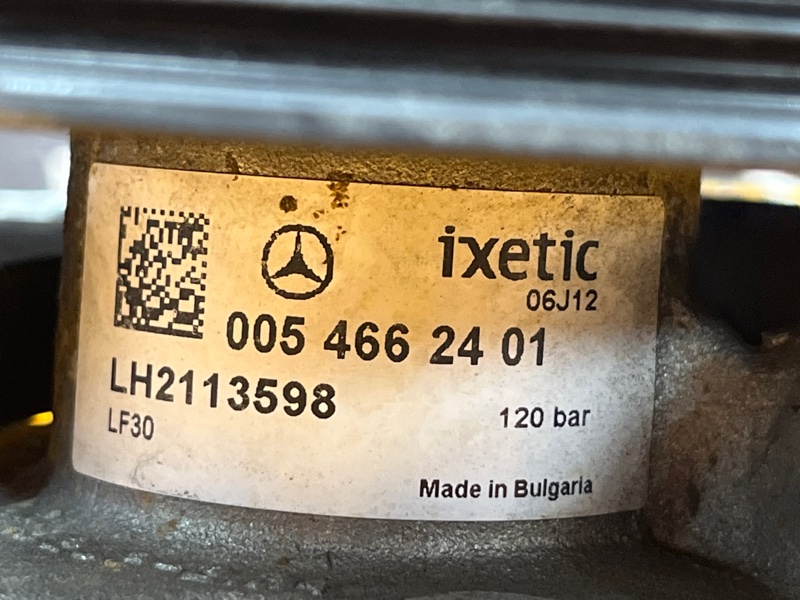 ixetic
06J12
005 466 24 01
LH2113598
LF30
120 bar
Made in Bulgaria